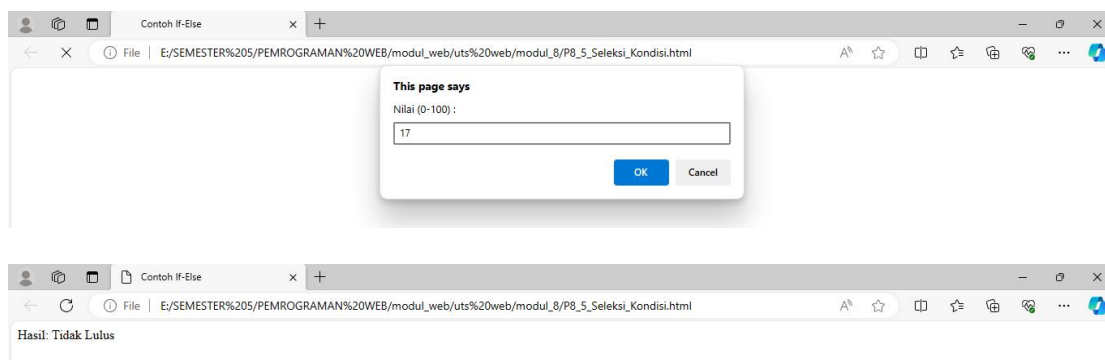 Contoh If-Else
File | E:/SEMESTER%205/PEMROGRAMAN%20WEB/modul_web/uts%20web/modul_8/P8_5_Seleksi_Kondisi.html
This page says
Nilai (0-100) :
17
OK Cancel
Contoh If-Else
File | E:/SEMESTER%205/PEMROGRAMAN%20WEB/modul_web/uts%20web/modul_8/P8_5_Seleksi_Kondisi.html
Hasil: Tidak Lulus